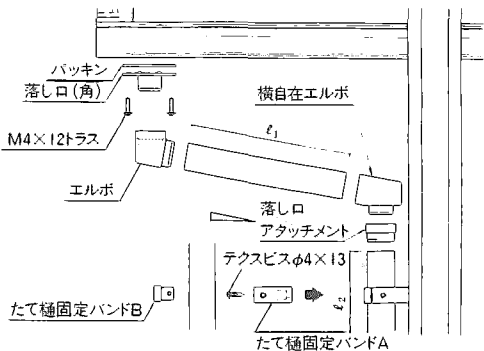 パッキン
落し口(角)
横自在エルボ
M4×12トラス
ℓ1
エルボ
落し口
アタッチメント
テクスビスφ4×13
ℓ2
たて樋固定バンドB
たて樋固定バンドA